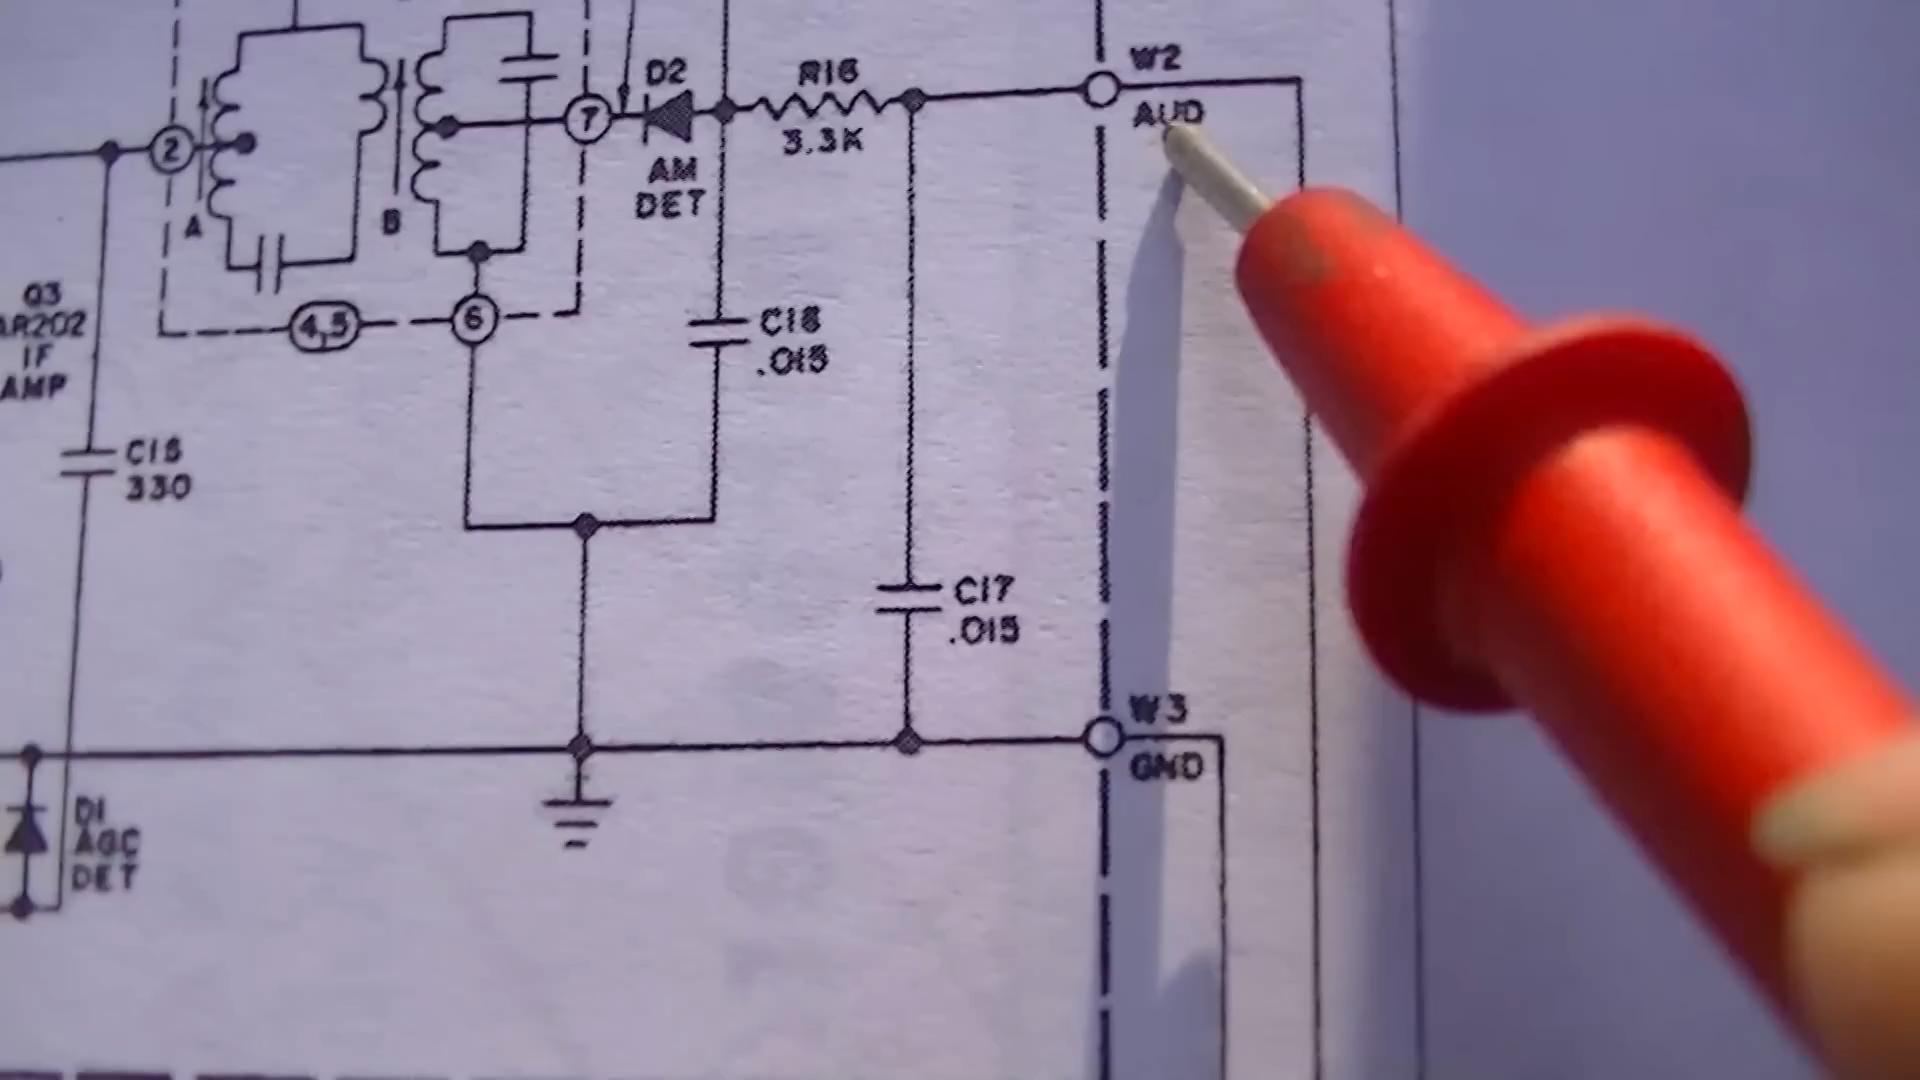 W2
AUD
D2
R16
3.3K
7
2
AM
DET
A
B
Q3
AR202
IF
AMP
4,5
6
C16
.015
C15
330
C17
.015
W3
GND
D1
AGC
DET